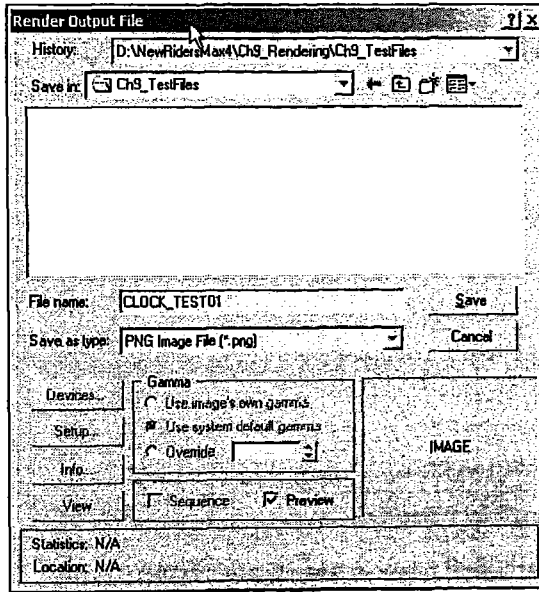 Render Output File
History: D:\NewRidersMax4\Ch9_Rendering\Ch9_TestFiles
Save in: Ch9_TestFiles
File name: CLOCK_TEST01 Save
Save as type: PNG Image File (*.png) Cancel
Devices...
Setup...
Info...
View
Gamma
Use image's own gamma
Use system default gamma
Override
Sequence Preview
IMAGE
Statistics: N/A
Location: N/A